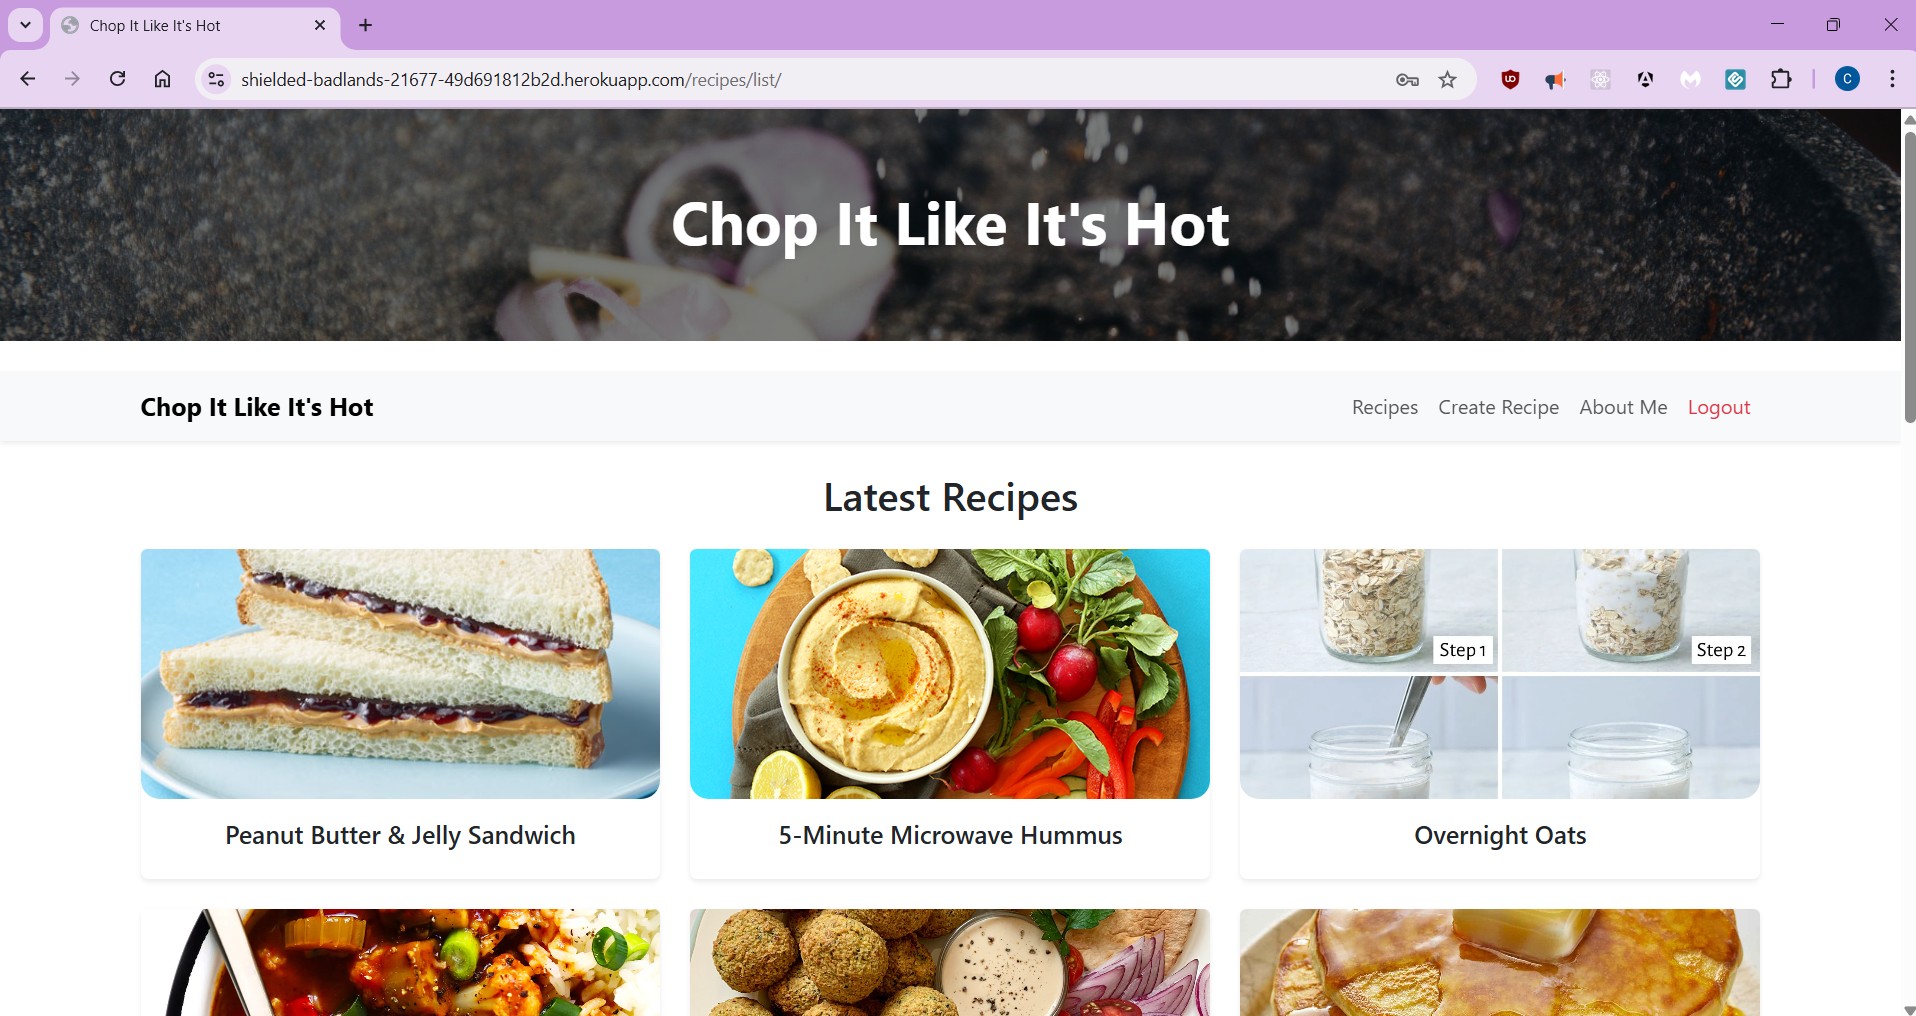 Chop It Like It's Hot
shielded-badlands-21677-49d691812b2d.herokuapp.com/recipes/list/
C
Chop It Like It's Hot
Chop It Like It's Hot
Recipes Create Recipe About Me Logout
Latest Recipes
Step 1
Step 2
Peanut Butter & Jelly Sandwich
5-Minute Microwave Hummus
Overnight Oats